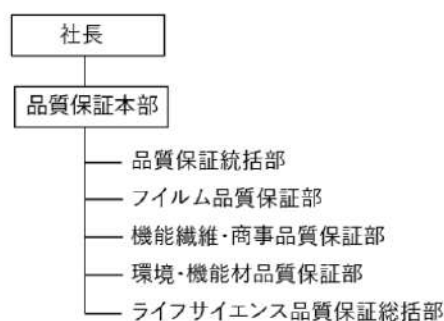 社長
品質保証本部
品質保証統括部
フイルム品質保証部
機能繊維・商事品質保証部
環境・機能材品質保証部
ライフサイエンス品質保証総括部